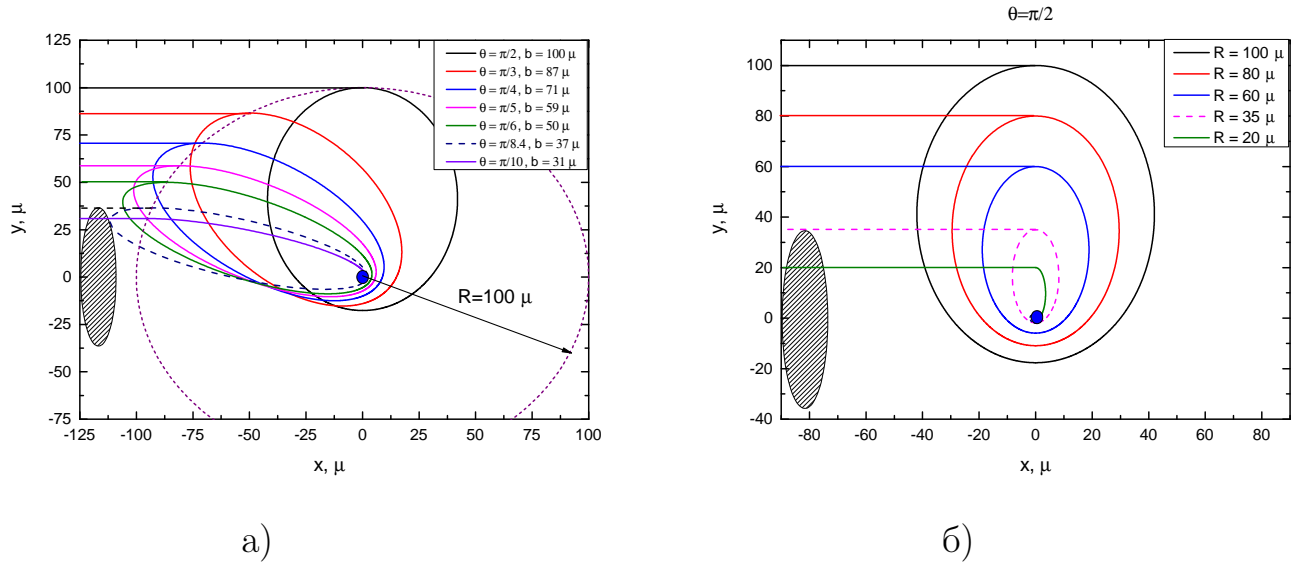 θ = π/2 , b = 100 μ
θ = π/3 , b = 87 μ
θ = π/4 , b = 71 μ
θ = π/5 , b = 59 μ
θ = π/6 , b = 50 μ
θ = π/8.4 , b = 37 μ
θ = π/10 , b = 31 μ
125
100
75
50
25
0
-25
-50
-75
y, μ
R=100 μ
-125 -100 -75 -50 -25 0 25 50 75 100
x, μ
а)
θ=π/2
R = 100 μ
R = 80 μ
R = 60 μ
R = 35 μ
R = 20 μ
100
80
60
40
20
0
-20
-40
y, μ
-80 -60 -40 -20 0 20 40 60 80
x, μ
б)